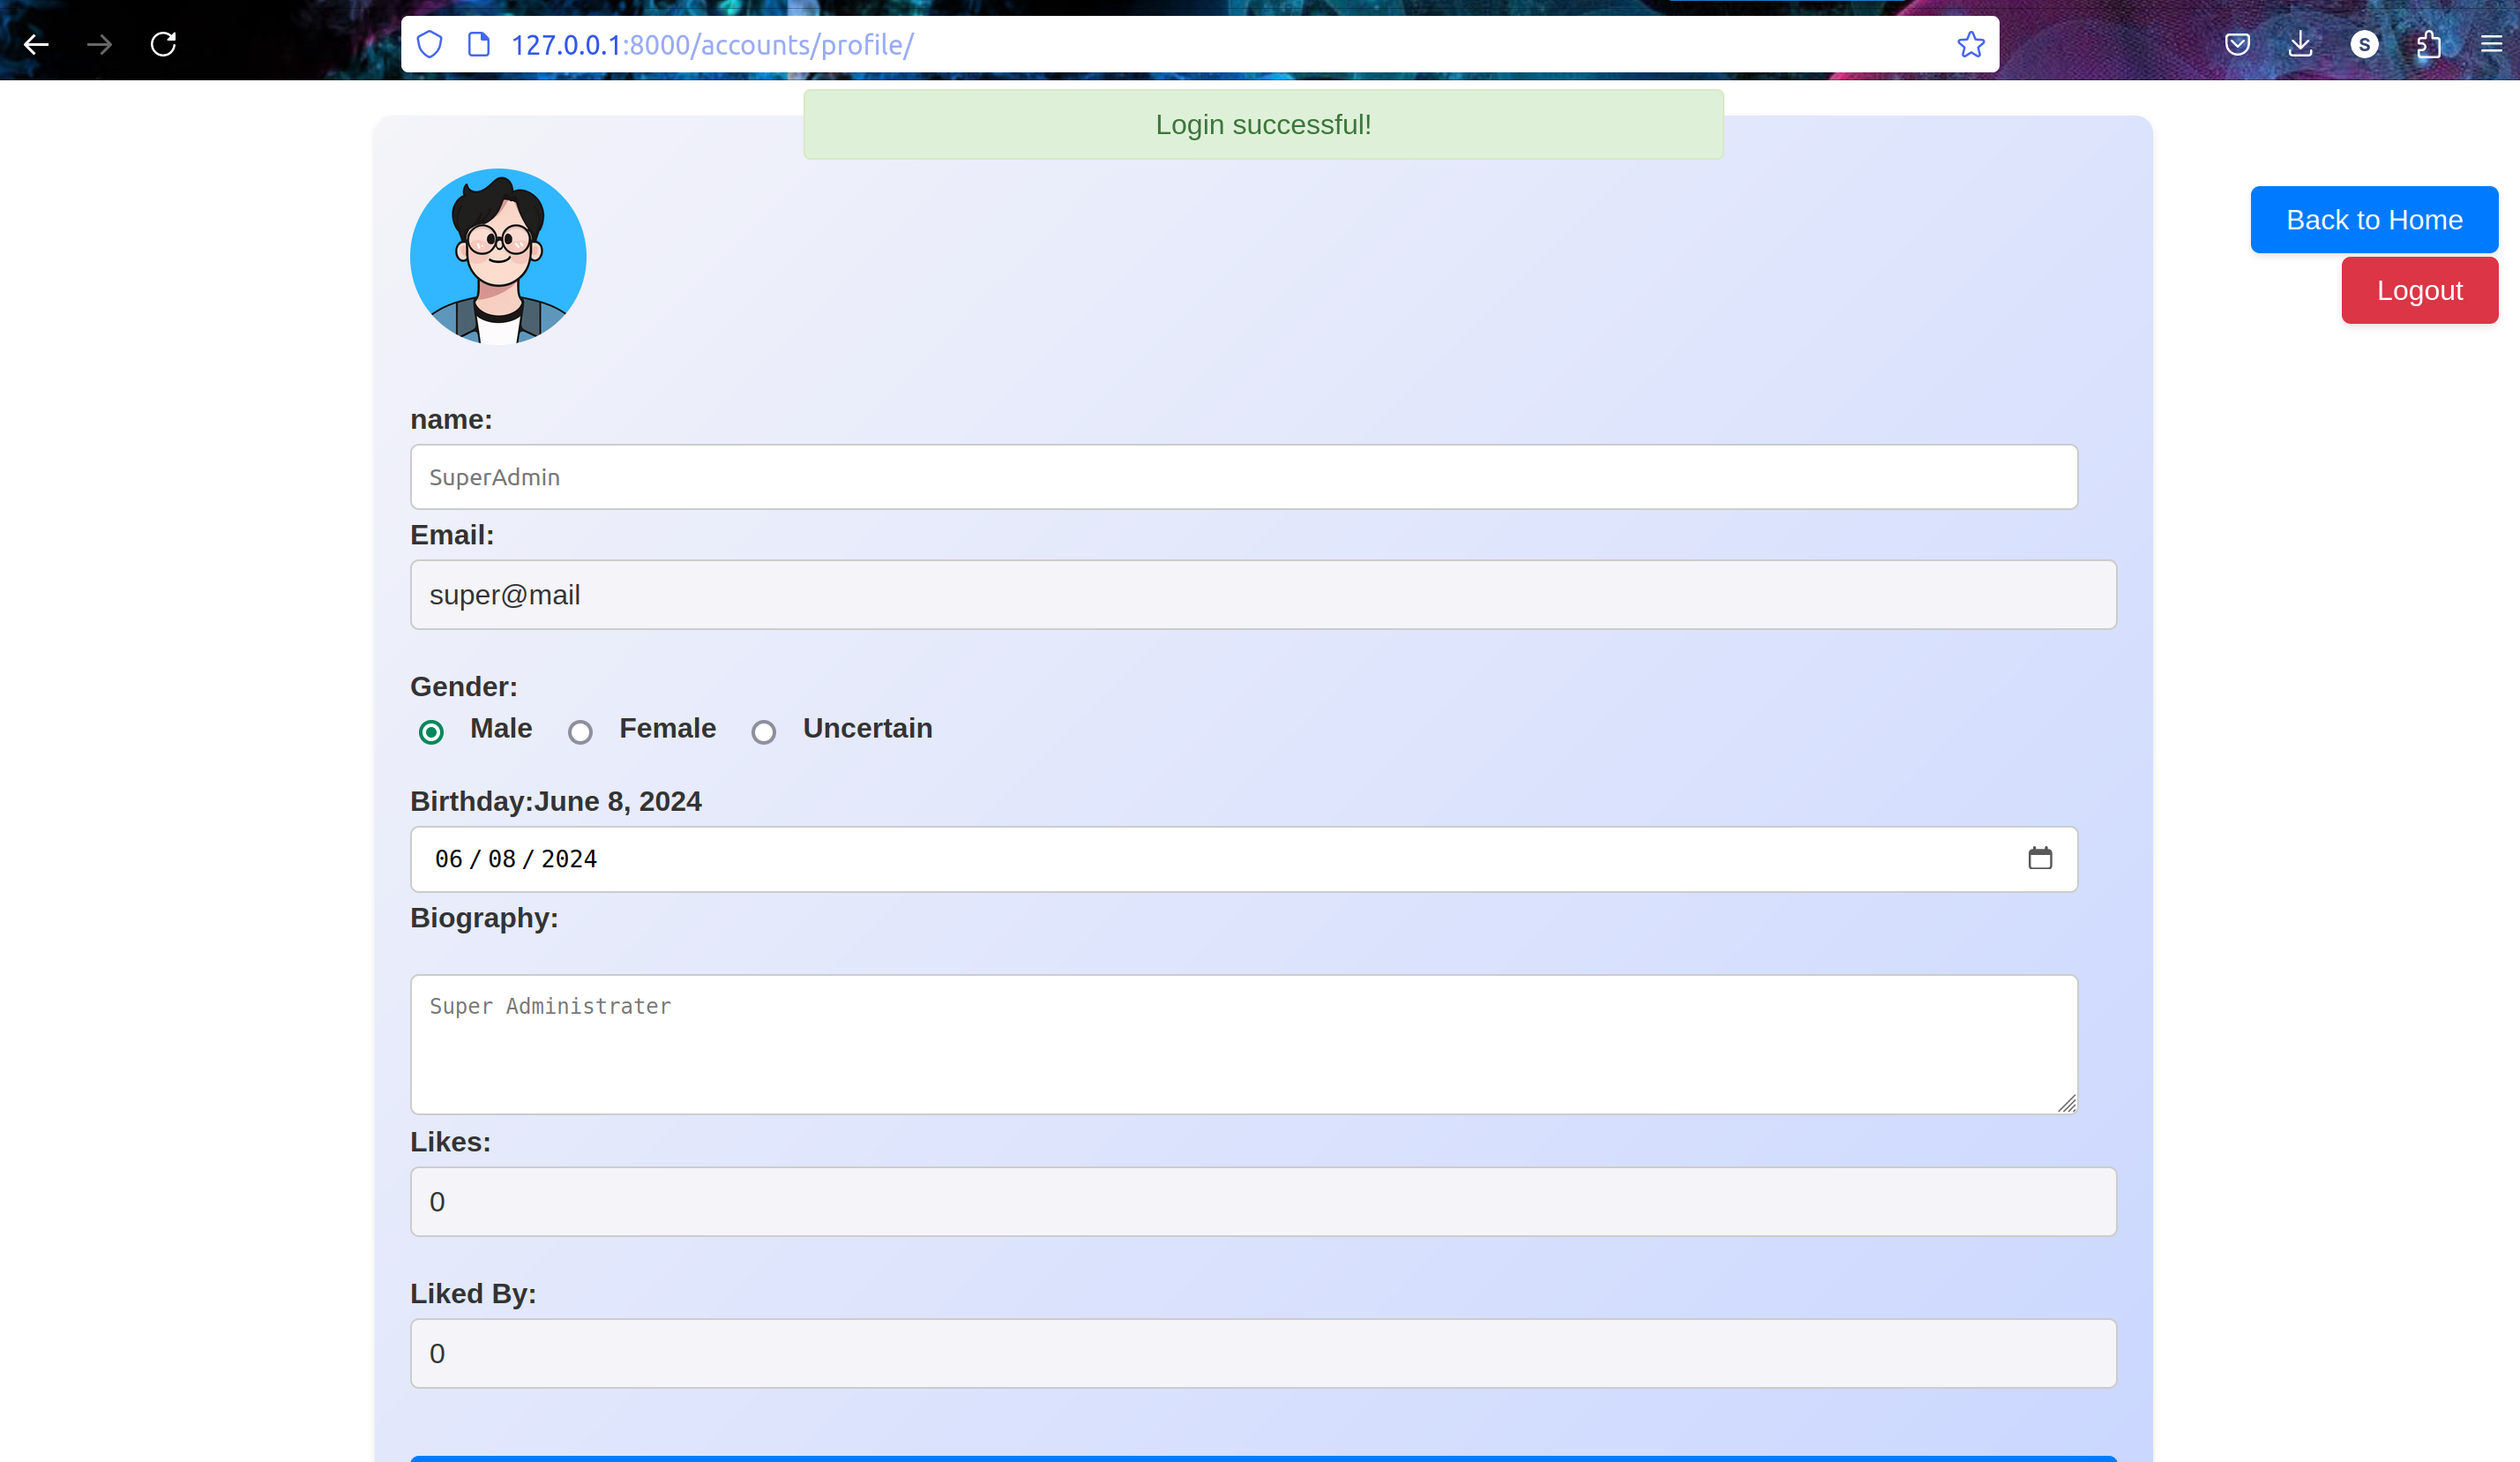 127.0.0.1:8000/accounts/profile/
S
Login successful!
Back to Home
Logout
name:
SuperAdmin
Email:
super@mail
Gender:
Male Female Uncertain
Birthday:June 8, 2024
06 / 08 / 2024
Biography:
Super Administrater
Likes:
0
Liked By:
0